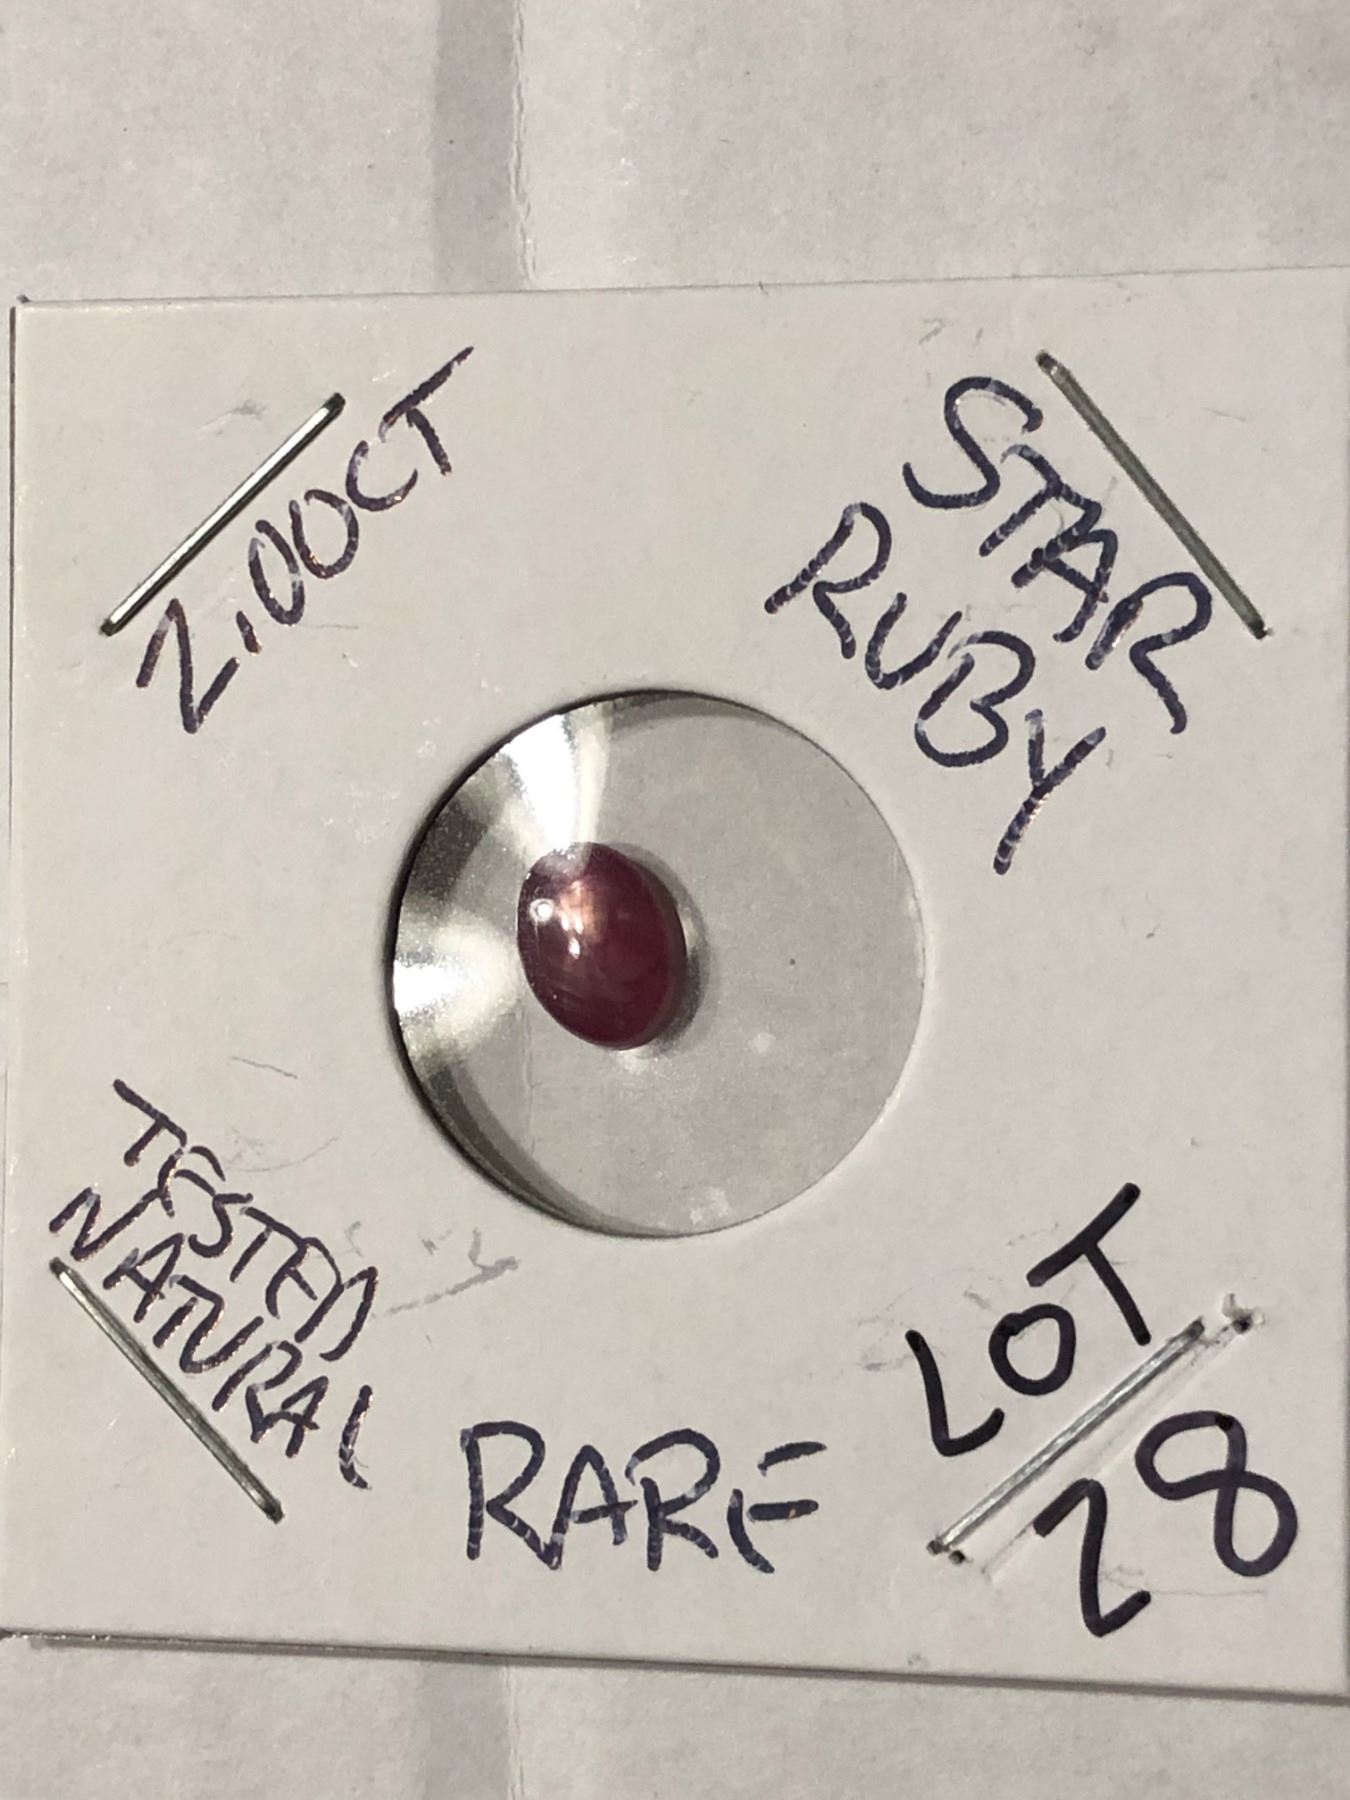 2.00CT
STAR
RUBY
TESTED
NATURAL
RARE
LOT
28